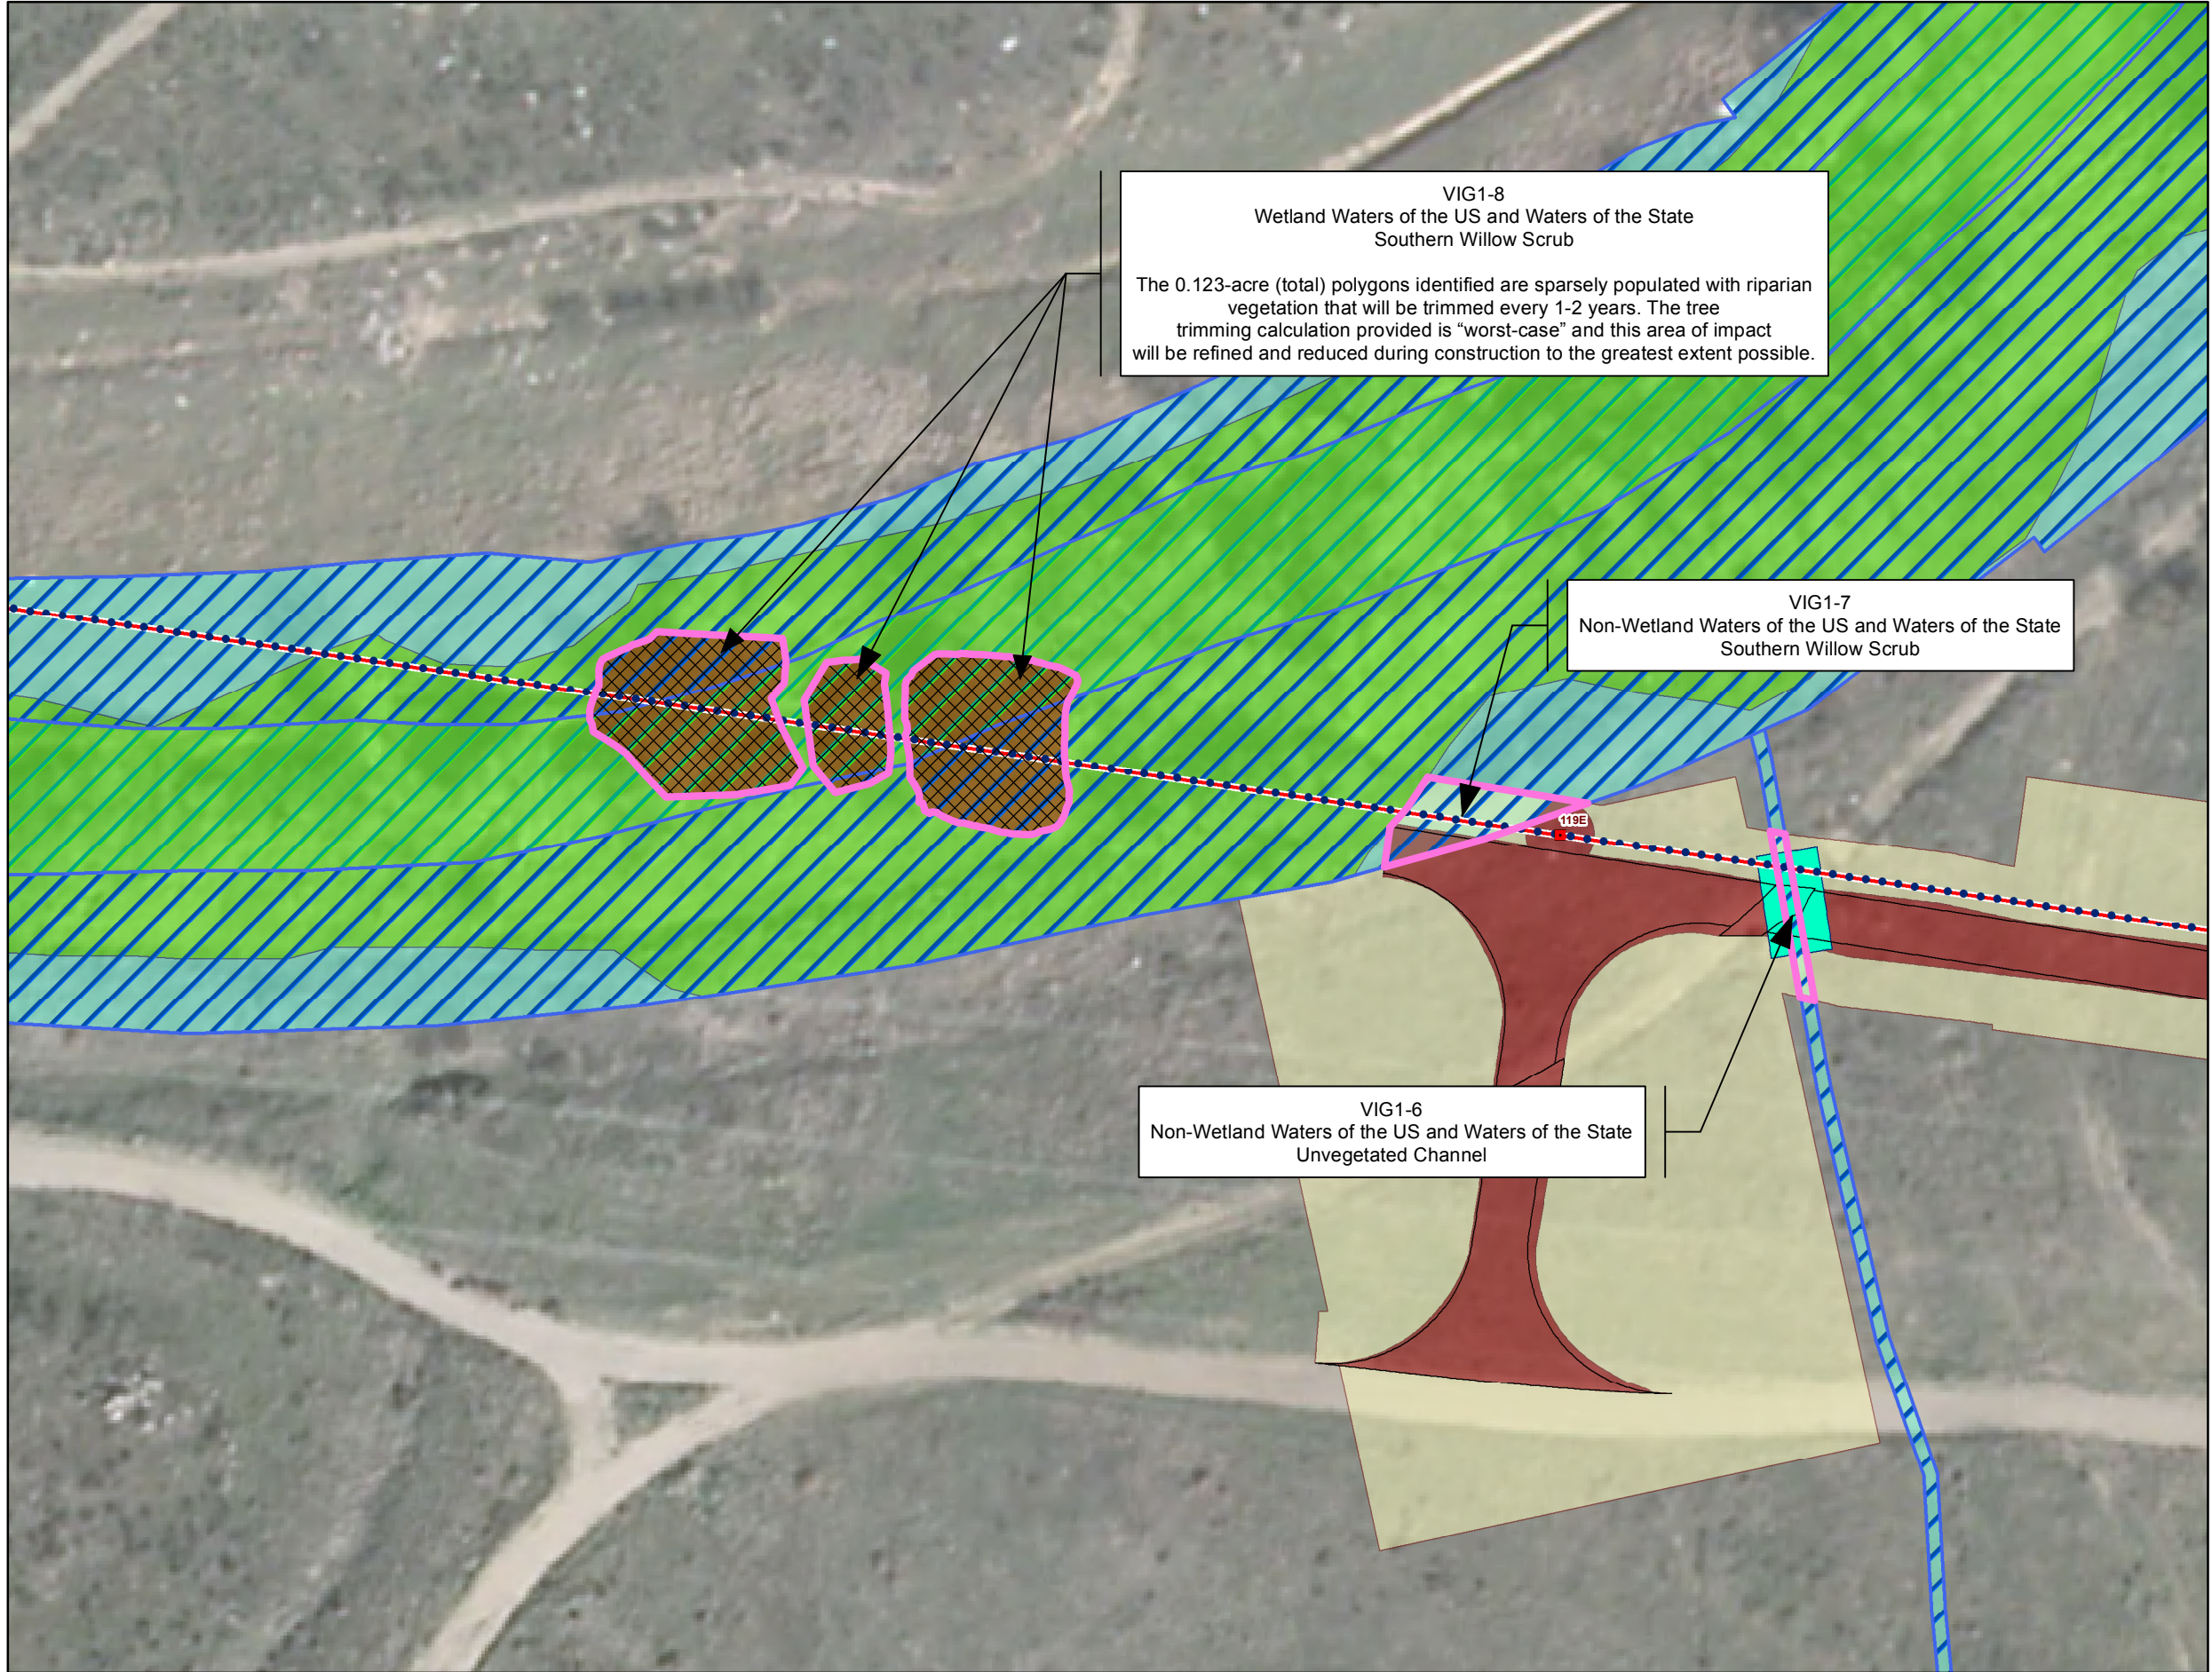 VIG1-8
Wetland Waters of the US and Waters of the State
Southern Willow Scrub
The 0.123-acre (total) polygons identified are sparsely populated with riparian
vegetation that will be trimmed every 1-2 years. The tree
trimming calculation provided is “worst-case” and this area of impact
will be refined and reduced during construction to the greatest extent possible.
VIG1-7
Non-Wetland Waters of the US and Waters of the State
Southern Willow Scrub
119E
VIG1-6
Non-Wetland Waters of the US and Waters of the State
Unvegetated Channel